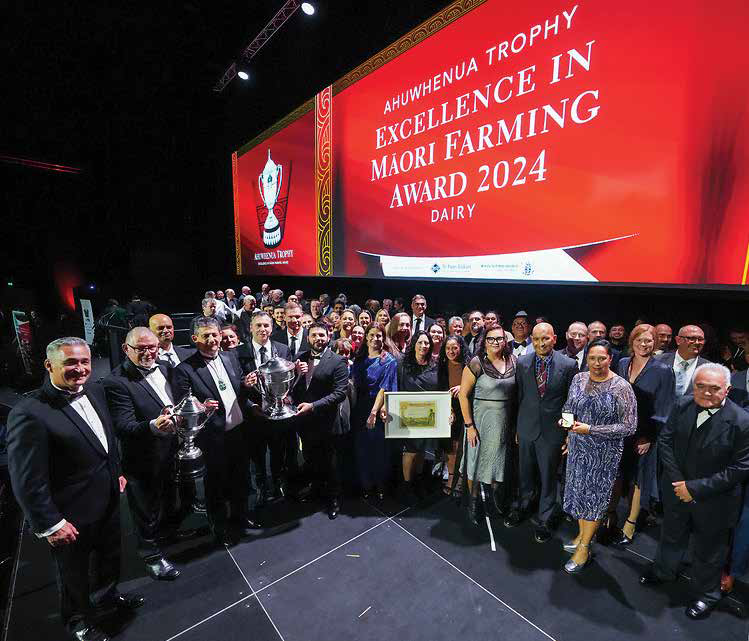 AHUWHENUA TROPHY
EXCELLENCE IN
MĀORI FARMING
AWARD 2024
DAIRY
AHUWHENUA TROPHY